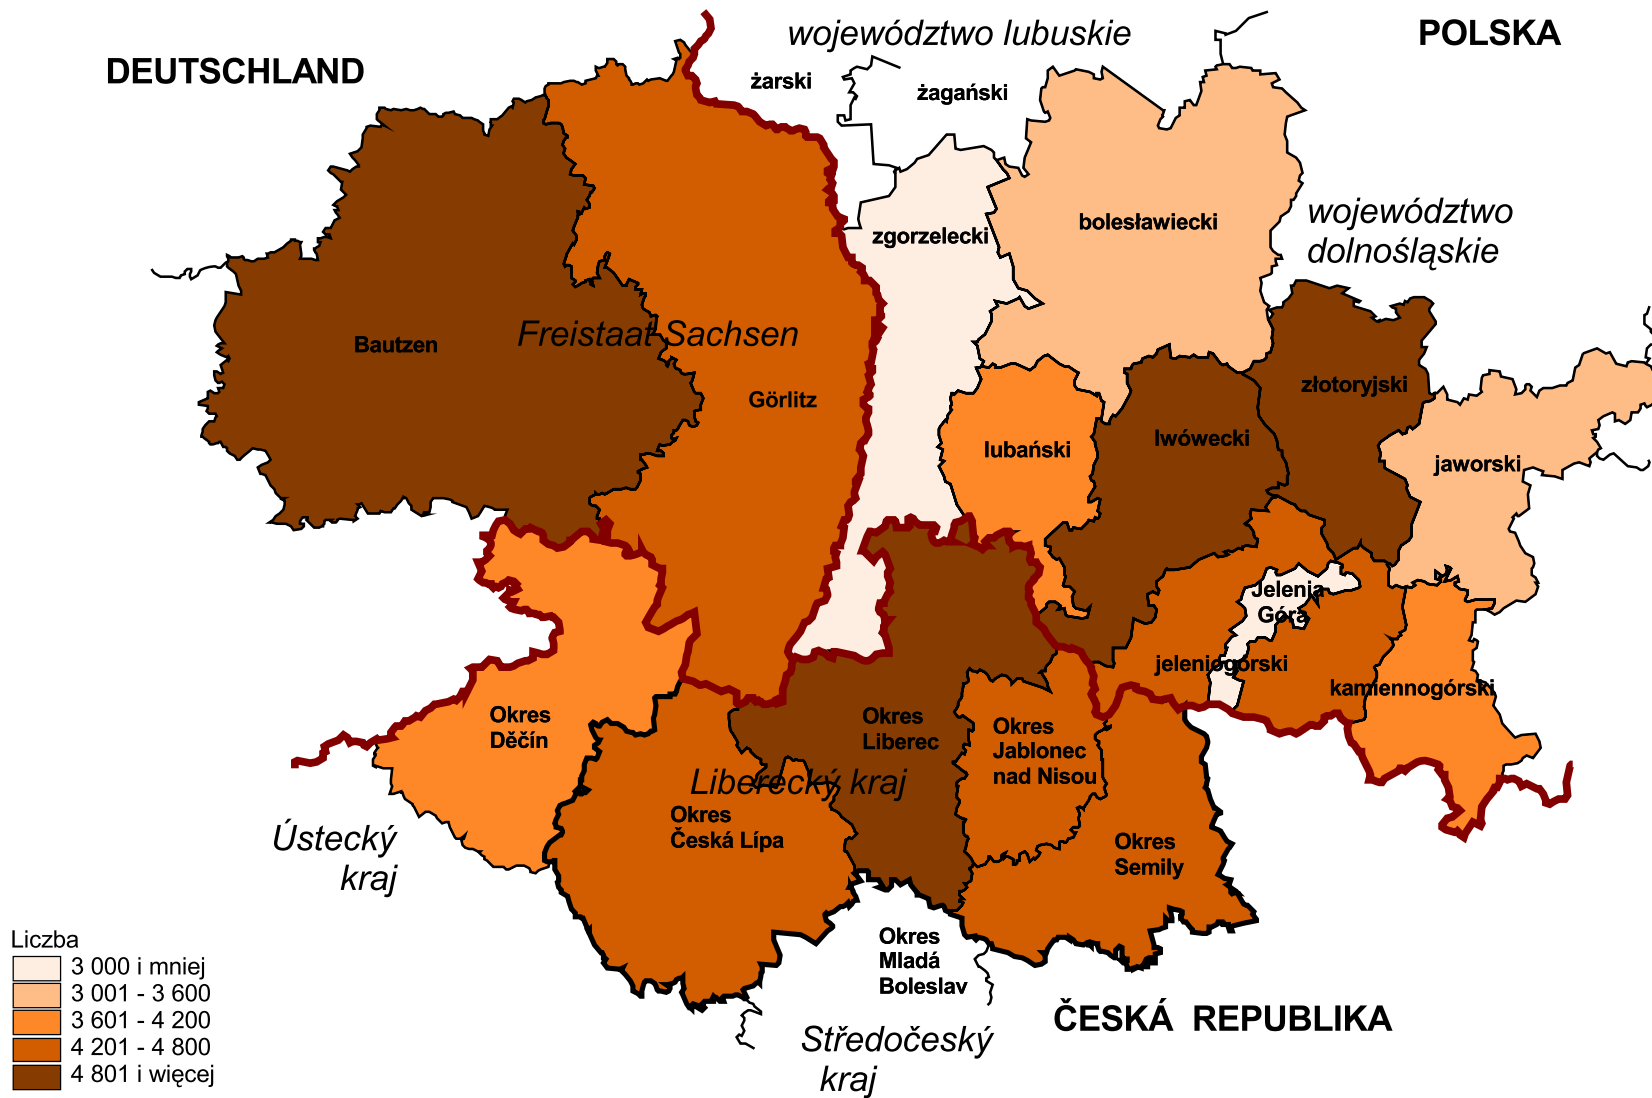 województwo lubuskie
POLSKA
DEUTSCHLAND
żarski
żagański
województwo
dolnośląskie
bolesławiecki
zgorzelecki
Freistaat Sachsen
Bautzen
Görlitz
złotoryjski
lwówecki
lubański
jaworski
Jelenia
Góra
jeleniogórski
kamiennogórski
Okres
Děčín
Okres
Liberec
Okres
Jablonec
nad Nisou
Liberecký kraj
Okres
Česká Lípa
Ústecký
kraj
Okres
Semily
Okres
Mladá
Boleslav
ČESKÁ REPUBLIKA
Středočeský
kraj
Liczba
3 000 i mniej
3 001 - 3 600
3 601 - 4 200
4 201 - 4 800
4 801 i więcej